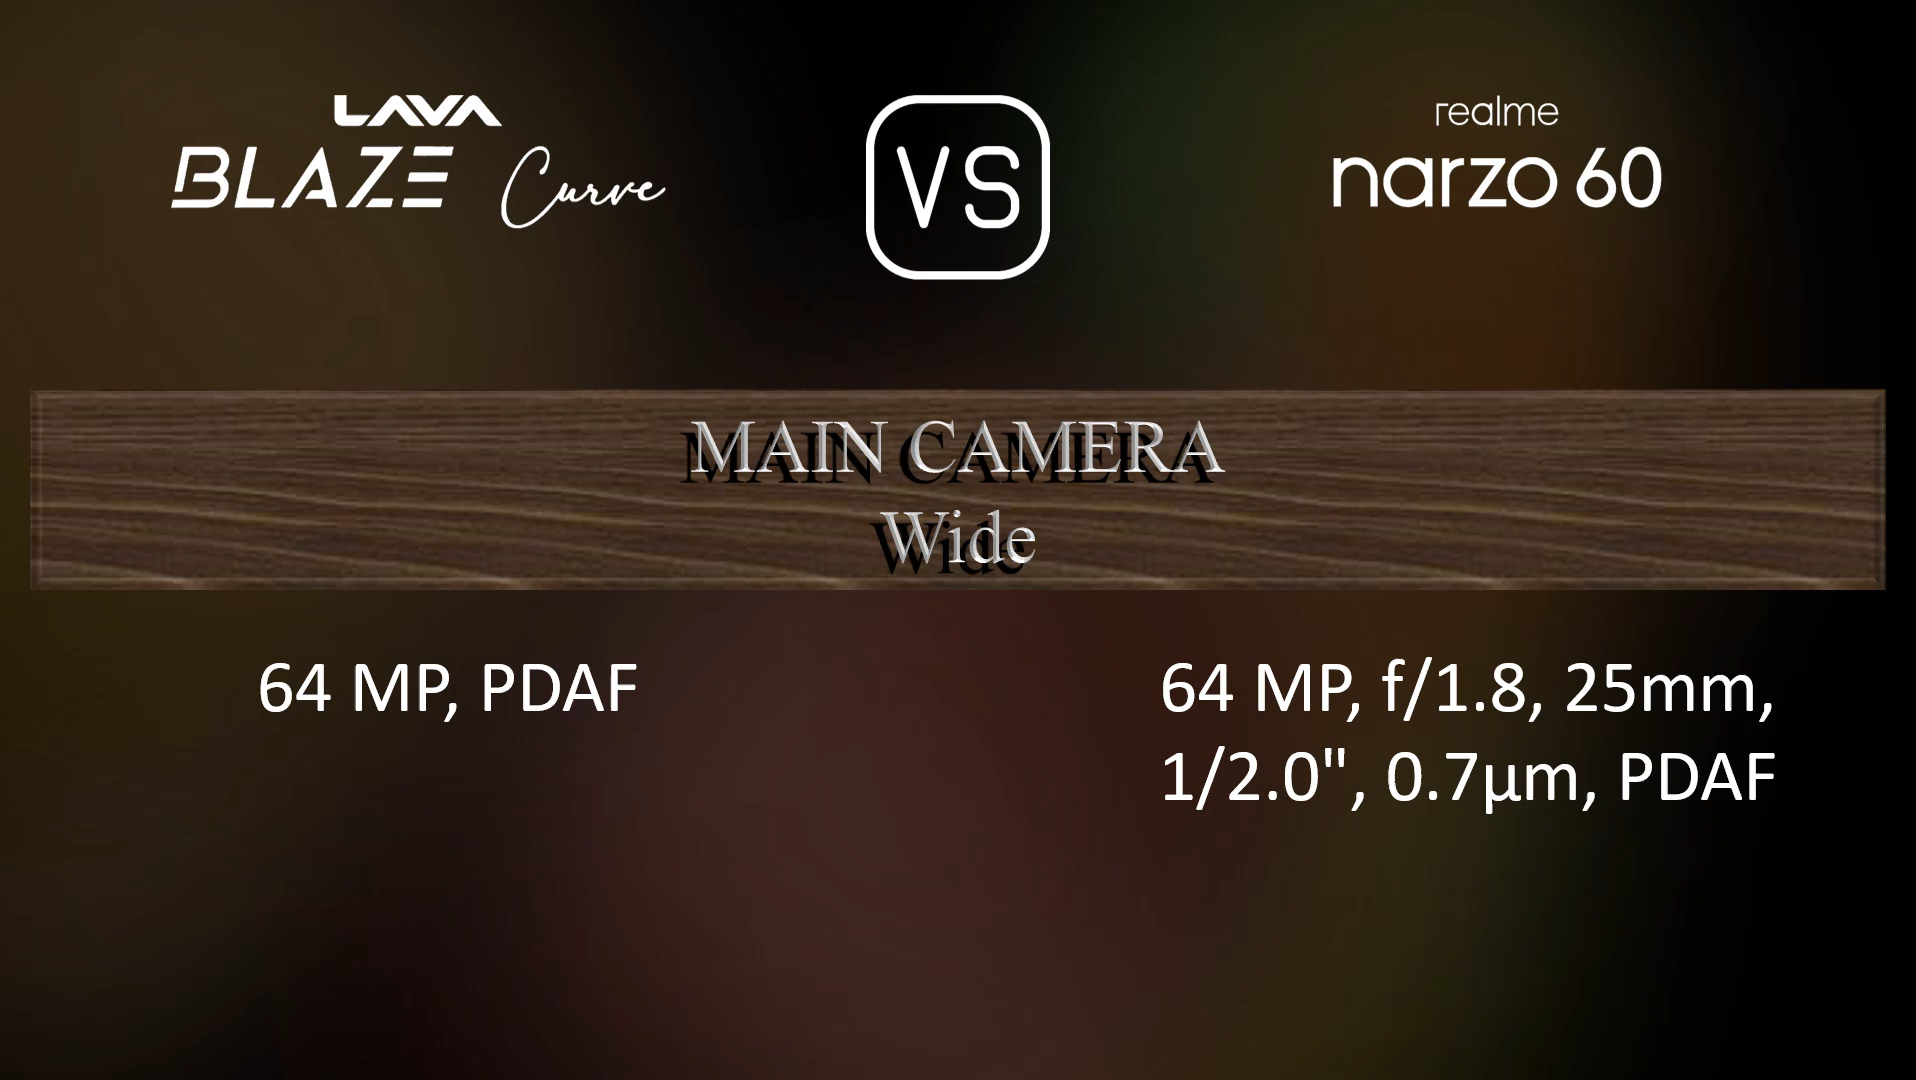 LAVA
BLAZE Curve
VS
realme
narzo 60
MAIN CAMERA
Wide
64 MP, PDAF
64 MP, f/1.8, 25mm,
1/2.0", 0.7µm, PDAF